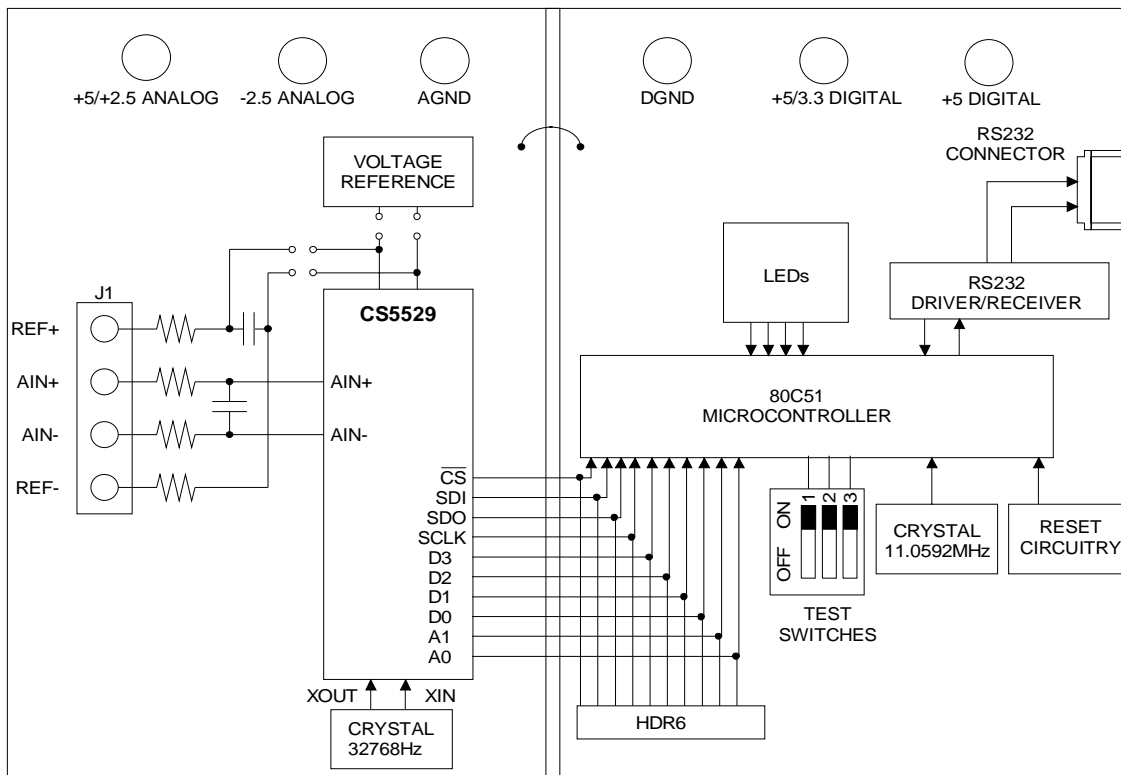 +5/+2.5 ANALOG
-2.5 ANALOG
AGND
DGND
+5/3.3 DIGITAL
+5 DIGITAL
RS232
CONNECTOR
VOLTAGE
REFERENCE
LEDs
RS232
DRIVER/RECEIVER
J1
CS5529
REF+
AIN+
AIN-
REF-
AIN+
AIN-
80C51
MICROCONTROLLER
CS
SDI
SDO
SCLK
D3
D2
D1
D0
A1
A0
ON
OFF
1
2
3
TEST
SWITCHES
CRYSTAL
11.0592MHz
RESET
CIRCUITRY
XOUT
XIN
CRYSTAL
32768Hz
HDR6